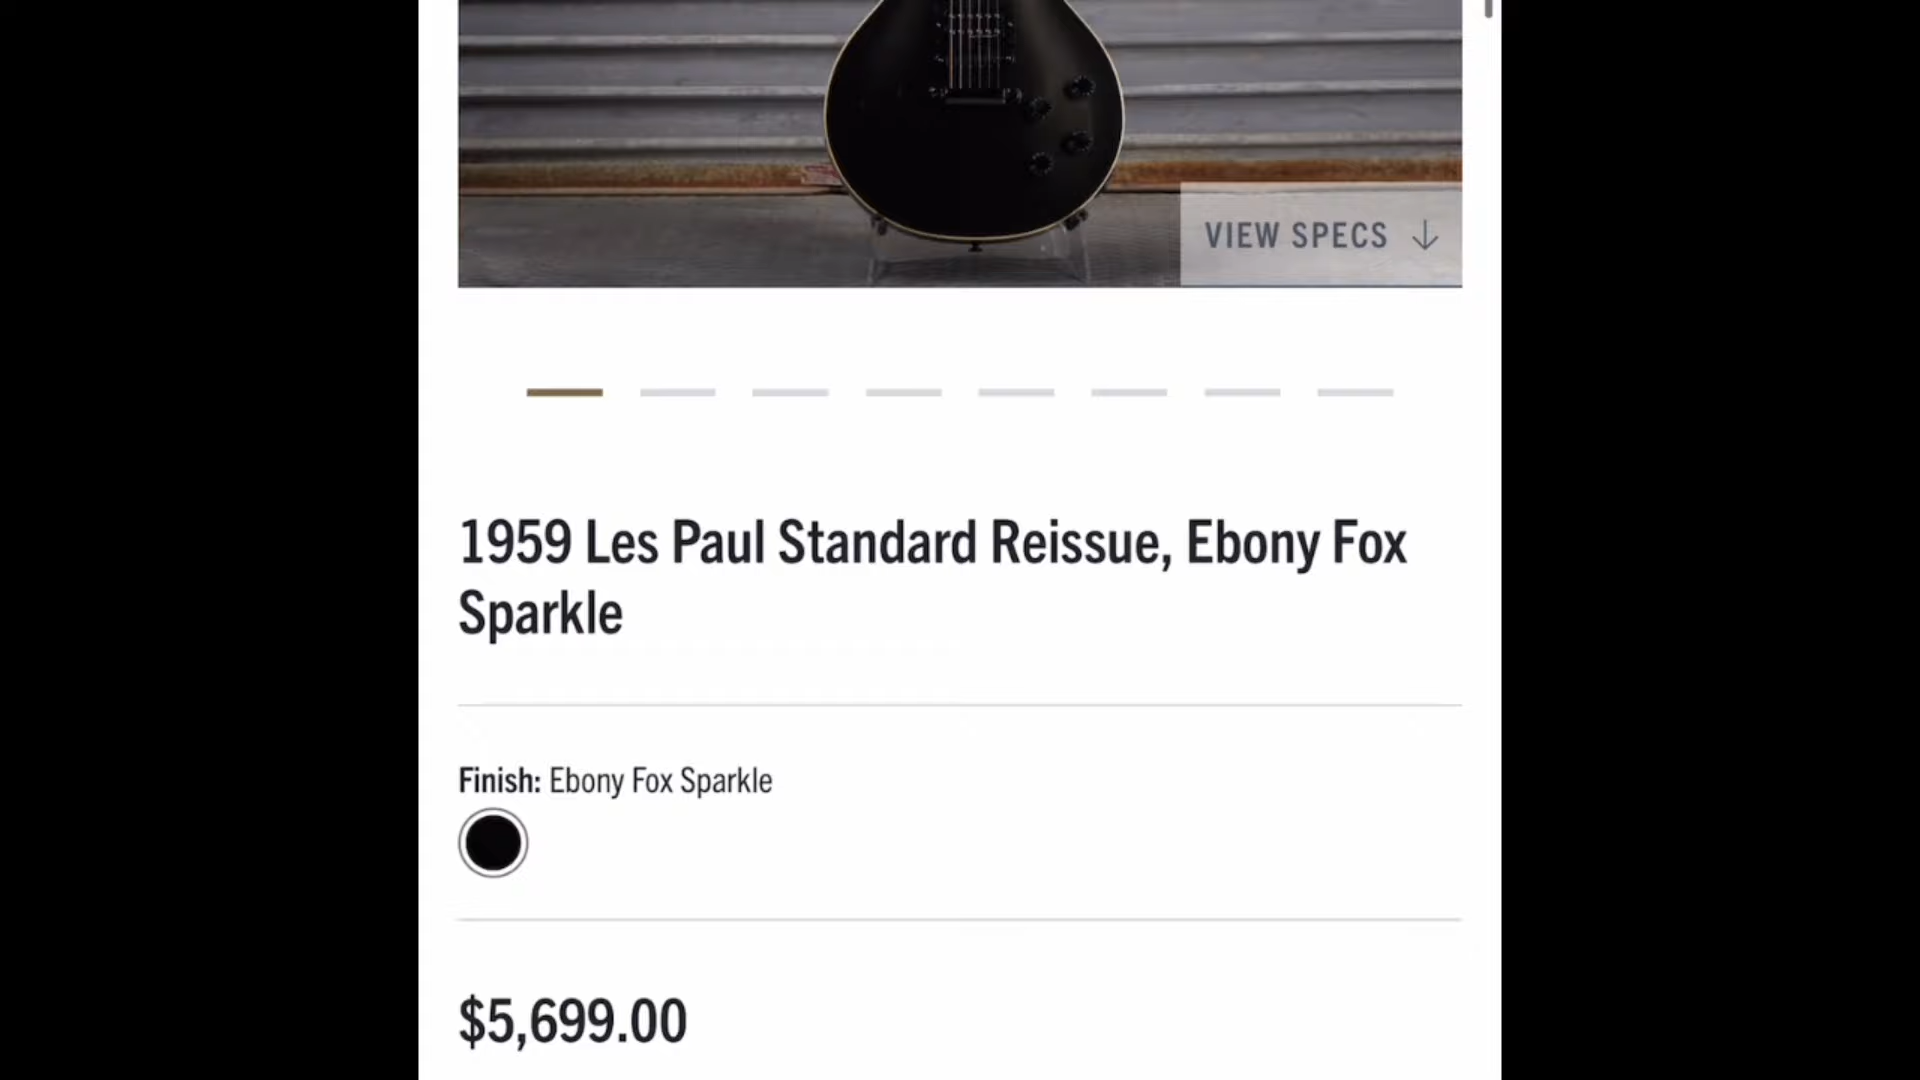 VIEW SPECS
1959 Les Paul Standard Reissue, Ebony Fox
Sparkle
Finish: Ebony Fox Sparkle
$5,699.00